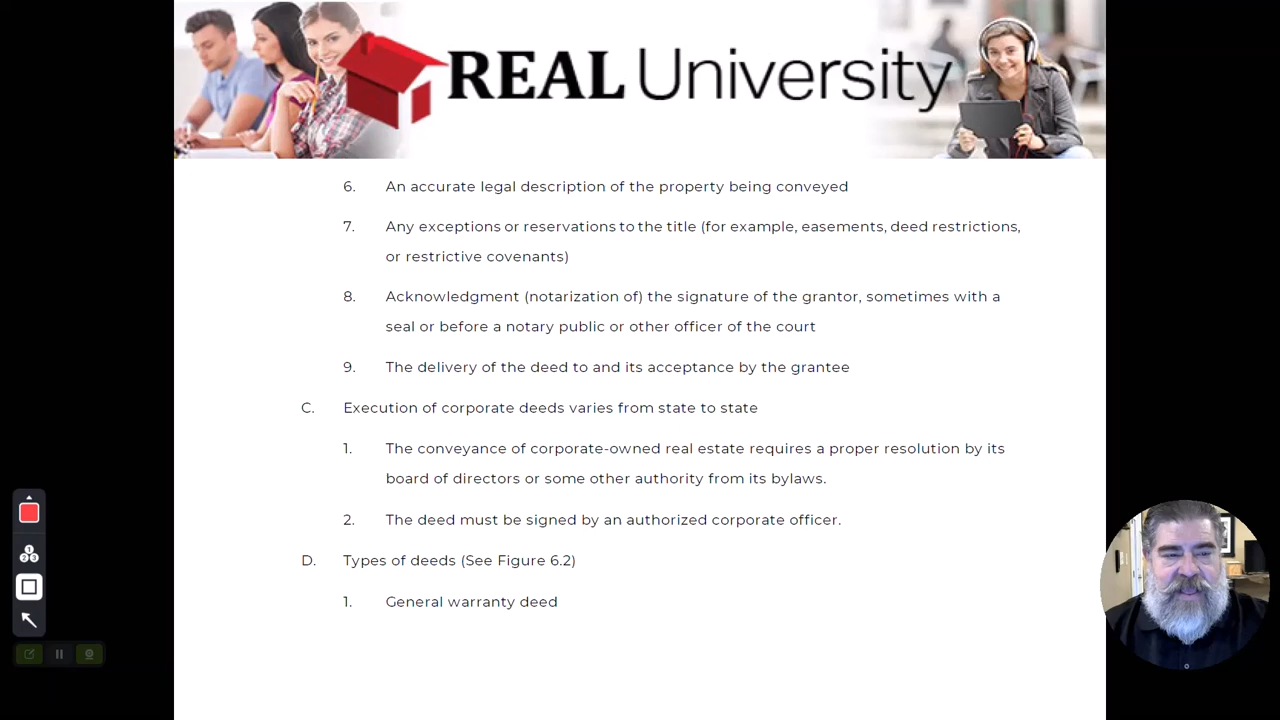 REAL University
6. An accurate legal description of the property being conveyed
7. Any exceptions or reservations to the title (for example, easements, deed restrictions,
or restrictive covenants)
8. Acknowledgment (notarization of) the signature of the grantor, sometimes with a
seal or before a notary public or other officer of the court
9. The delivery of the deed to and its acceptance by the grantee
C. Execution of corporate deeds varies from state to state
1. The conveyance of corporate-owned real estate requires a proper resolution by its
board of directors or some other authority from its bylaws.
2. The deed must be signed by an authorized corporate officer.
D. Types of deeds (See Figure 6.2)
1. General warranty deed